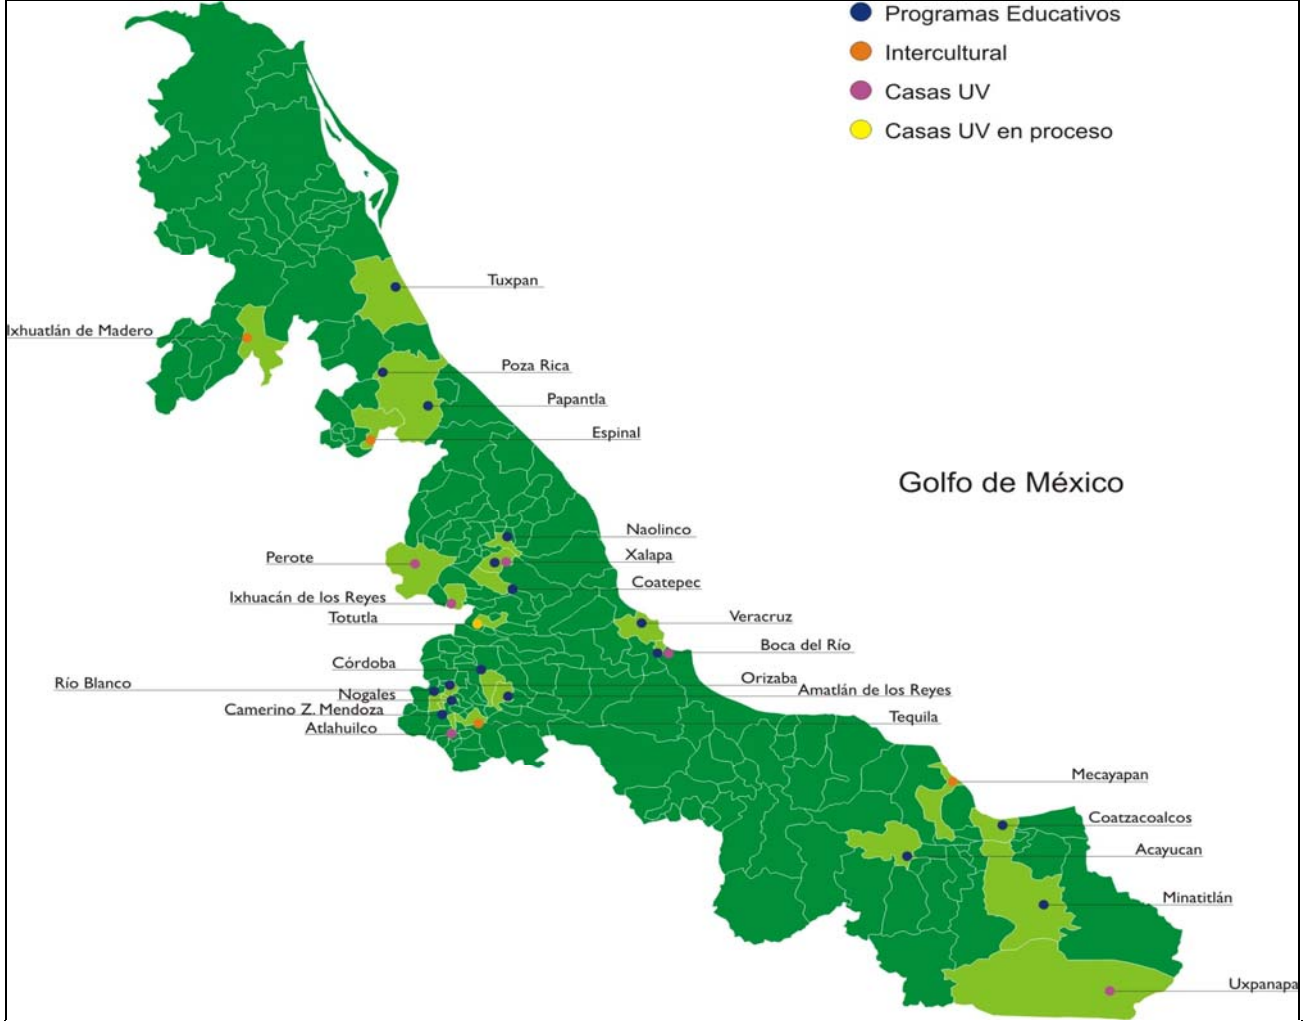 Programas Educativos
Intercultural
Casas UV
Casas UV en proceso
Tuxpan
Ixhuatlán de Madero
Poza Rica
Papantla
Espinal
Golfo de México
Naolinco
Perote
Xalapa
Coatepec
Ixhuacán de los Reyes
Totutla
Veracruz
Boca del Río
Córdoba
Orizaba
Río Blanco
Amatlán de los Reyes
Nogales
Camerino Z. Mendoza
Tequila
Atlahuilco
Mecayapan
Coatzacoalcos
Acayucan
Minatitlán
Uxpanapa